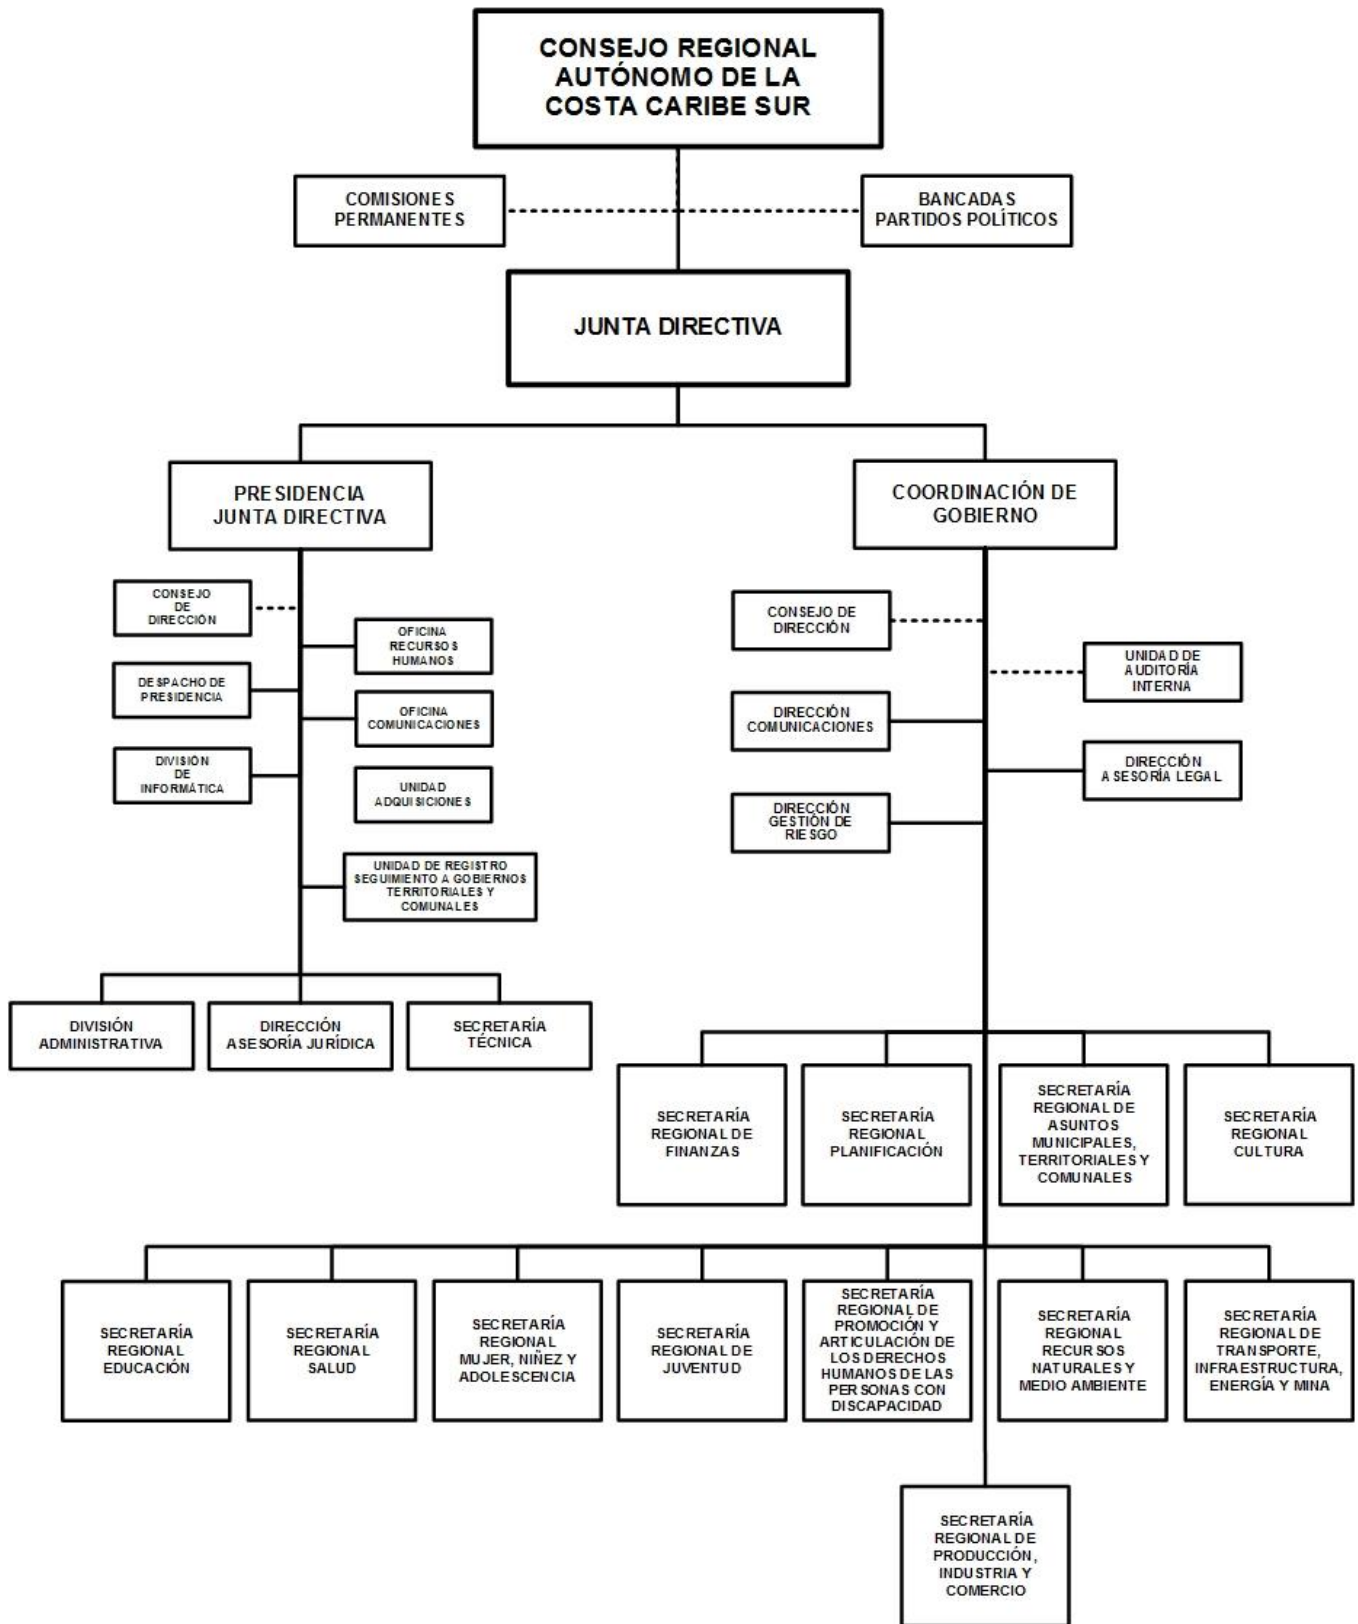 CONSEJO REGIONAL
AUTÓNOMO DE LA
COSTA CARIBE SUR
COMISIONES
PERMANENTES
BANCADAS
PARTIDOS POLÍTICOS
JUNTA DIRECTIVA
PRESIDENCIA
JUNTA DIRECTIVA
COORDINACIÓN DE
GOBIERNO
CONSEJO
DE
DIRECCIÓN
OFICINA
RECURSOS
HUMANOS
DESPACHO DE
PRESIDENCIA
OFICINA
COMUNICACIONES
DIVISIÓN
DE
INFORMÁTICA
UNIDAD
ADQUISICIONES
UNIDAD DE REGISTRO
SEGUIMIENTO A GOBIERNOS
TERRITORIALES Y
COMUNALES
DIVISIÓN
ADMINISTRATIVA
DIRECCIÓN
ASESORÍA JURÍDICA
SECRETARÍA
TÉCNICA
CONSEJO DE
DIRECCIÓN
UNIDAD DE
AUDITORÍA
INTERNA
DIRECCIÓN
COMUNICACIONES
DIRECCIÓN
ASESORÍA LEGAL
DIRECCIÓN
GESTIÓN DE
RIESGO
SECRETARÍA
REGIONAL DE
FINANZAS
SECRETARÍA
REGIONAL
PLANIFICACIÓN
SECRETARÍA
REGIONAL DE
ASUNTOS
MUNICIPALES,
TERRITORIALES Y
COMUNALES
SECRETARÍA
REGIONAL
CULTURA
SECRETARÍA
REGIONAL
EDUCACIÓN
SECRETARÍA
REGIONAL
SALUD
SECRETARÍA
REGIONAL
MUJER, NIÑEZ Y
ADOLESCENCIA
SECRETARÍA
REGIONAL DE
JUVENTUD
SECRETARÍA
REGIONAL DE
PROMOCIÓN Y
ARTICULACIÓN DE
LOS DERECHOS
HUMANOS DE LAS
PERSONAS CON
DISCAPACIDAD
SECRETARÍA
REGIONAL
RECURSOS
NATURALES Y
MEDIO AMBIENTE
SECRETARÍA
REGIONAL DE
TRANSPORTE,
INFRAESTRUCTURA,
ENERGÍA Y MINA
SECRETARÍA
REGIONAL DE
PRODUCCIÓN,
INDUSTRIA Y
COMERCIO